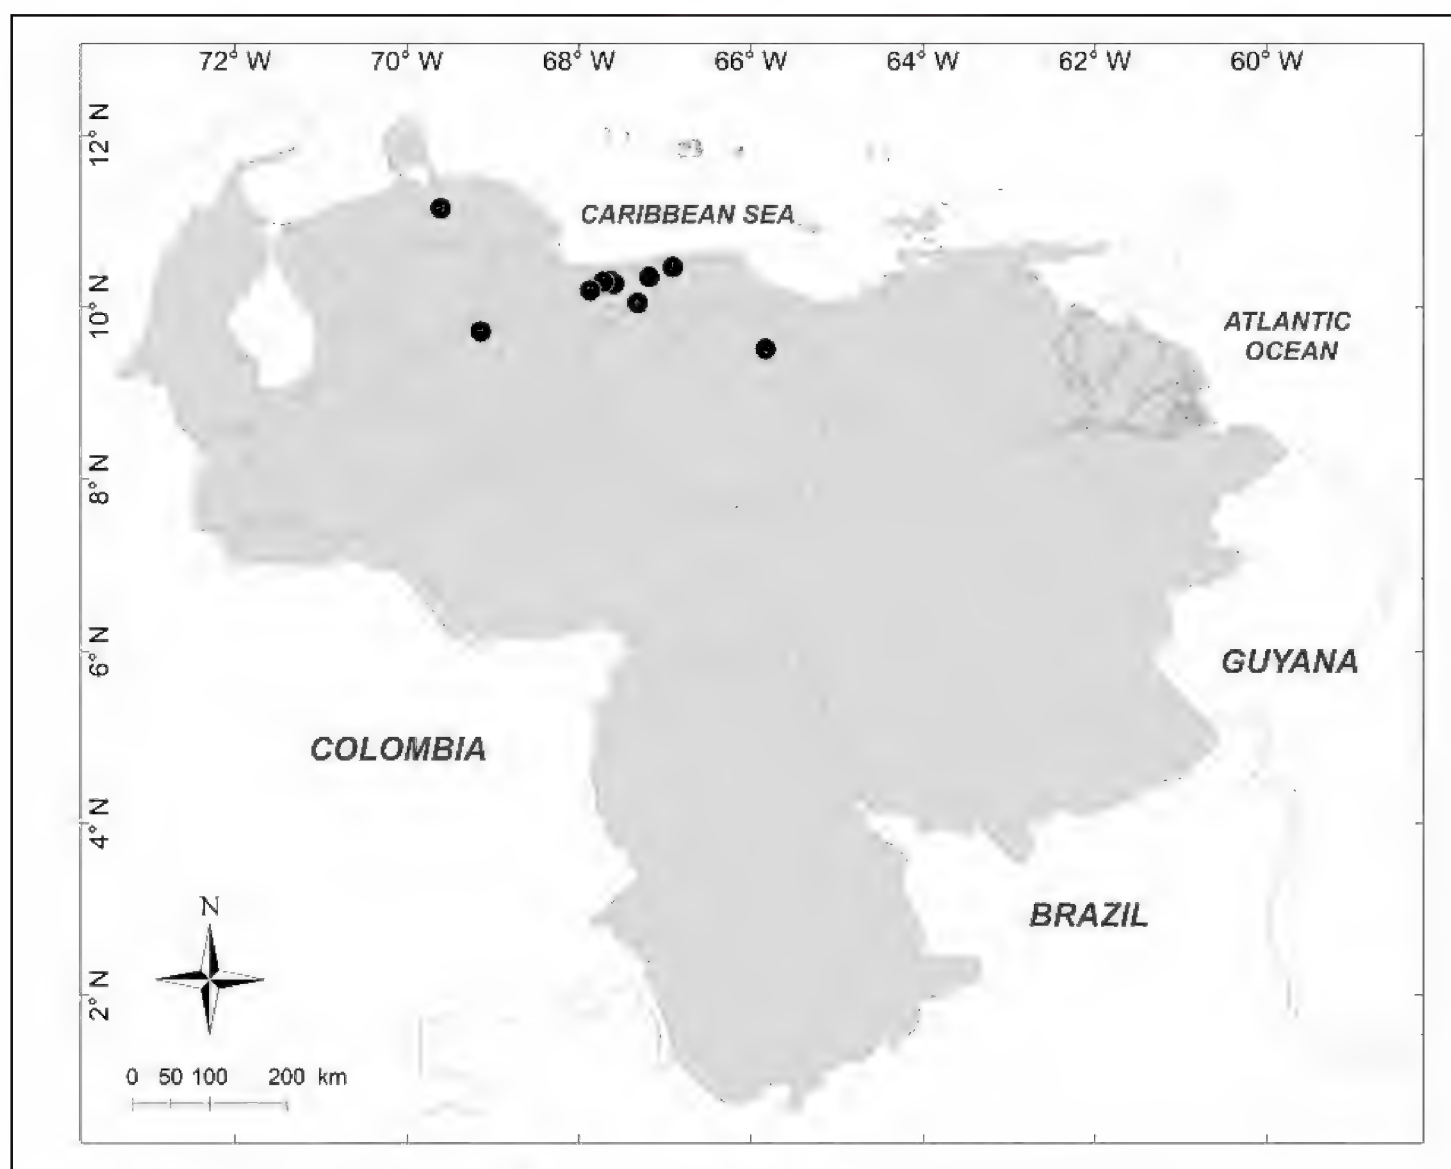 72° W 70° W 68° W 66° W 64° W 62° W 60° W
12° N
CARIBBEAN SEA
10° N
ATLANTIC
OCEAN
8° N
6° N
GUYANA
COLOMBIA
4° N
N
BRAZIL
2° N
0 50 100 200 km